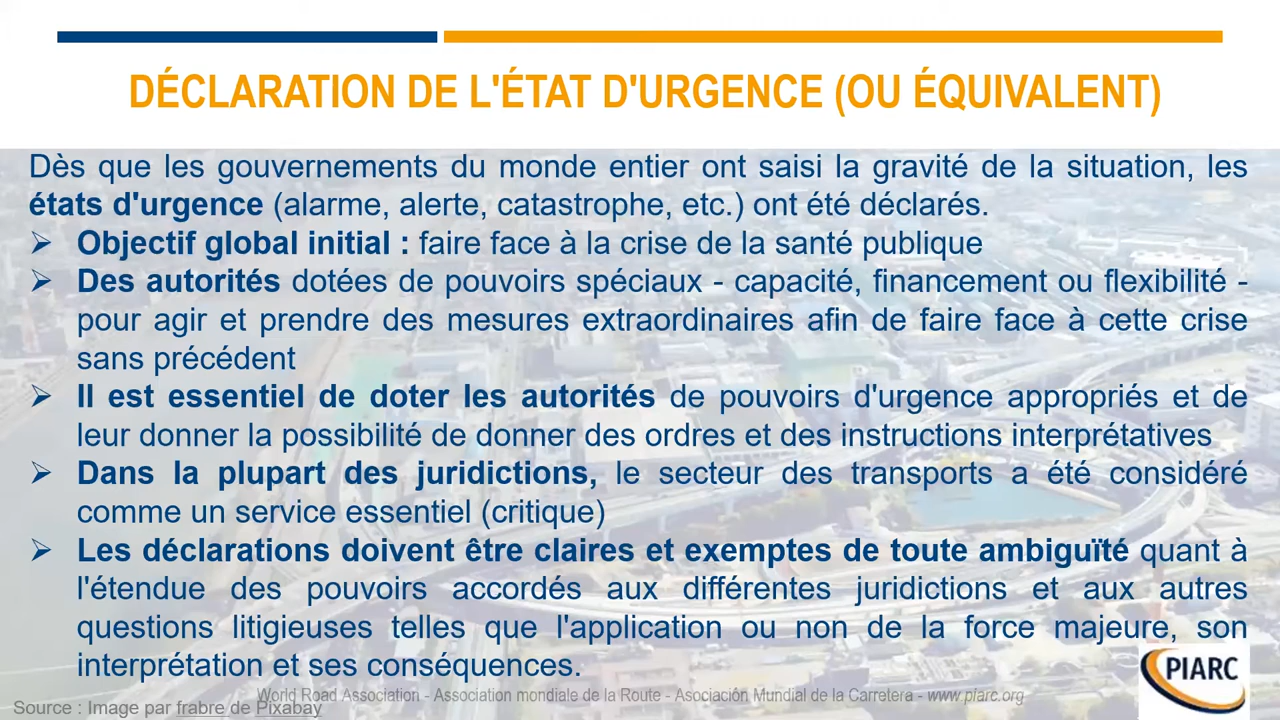 DÉCLARATION DE L'ÉTAT D'URGENCE (OU ÉQUIVALENT)
Dès que les gouvernements du monde entier ont saisi la gravité de la situation, les
états d'urgence (alarme, alerte, catastrophe, etc.) ont été déclarés.
➢ Objectif global initial : faire face à la crise de la santé publique
➢ Des autorités dotées de pouvoirs spéciaux - capacité, financement ou flexibilité -
pour agir et prendre des mesures extraordinaires afin de faire face à cette crise
sans précédent
➢ Il est essentiel de doter les autorités de pouvoirs d'urgence appropriés et de
leur donner la possibilité de donner des ordres et des instructions interprétatives
➢ Dans la plupart des juridictions, le secteur des transports a été considéré
comme un service essentiel (critique)
➢ Les déclarations doivent être claires et exemptes de toute ambiguïté quant à
l'étendue des pouvoirs accordés aux différentes juridictions et aux autres
questions litigieuses telles que l'application ou non de la force majeure, son
interprétation et ses conséquences.
PIARC
World Road Association - Association mondiale de la Route - Asociación Mundial de la Carretera - www.piarc.org
Source : Image par frabre de Pixabay